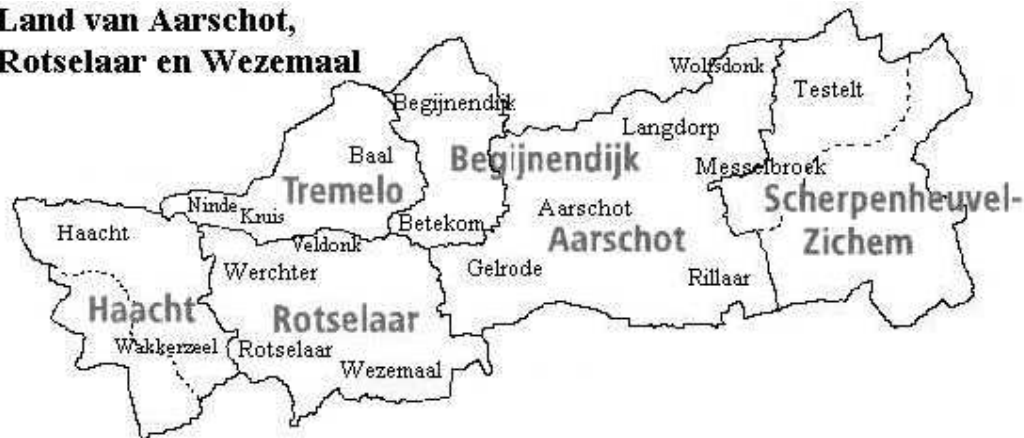 Land van Aarschot,
Rotselaar en Wezemaal
Wolfsdonk
Testelt
Begijnendijk
Langdorp
Baal
Begijnendijk
Messelbroek
Tremelo
Scherpenheuvel-
Zichem
Ninde
Kruis
Betekom
Aarschot
Aarschot
Haacht
Veldonk
Werchter
Gelrode
Rillaar
Haacht
Rotselaar
Wakkerzeel
Rotselaar
Wezemaal